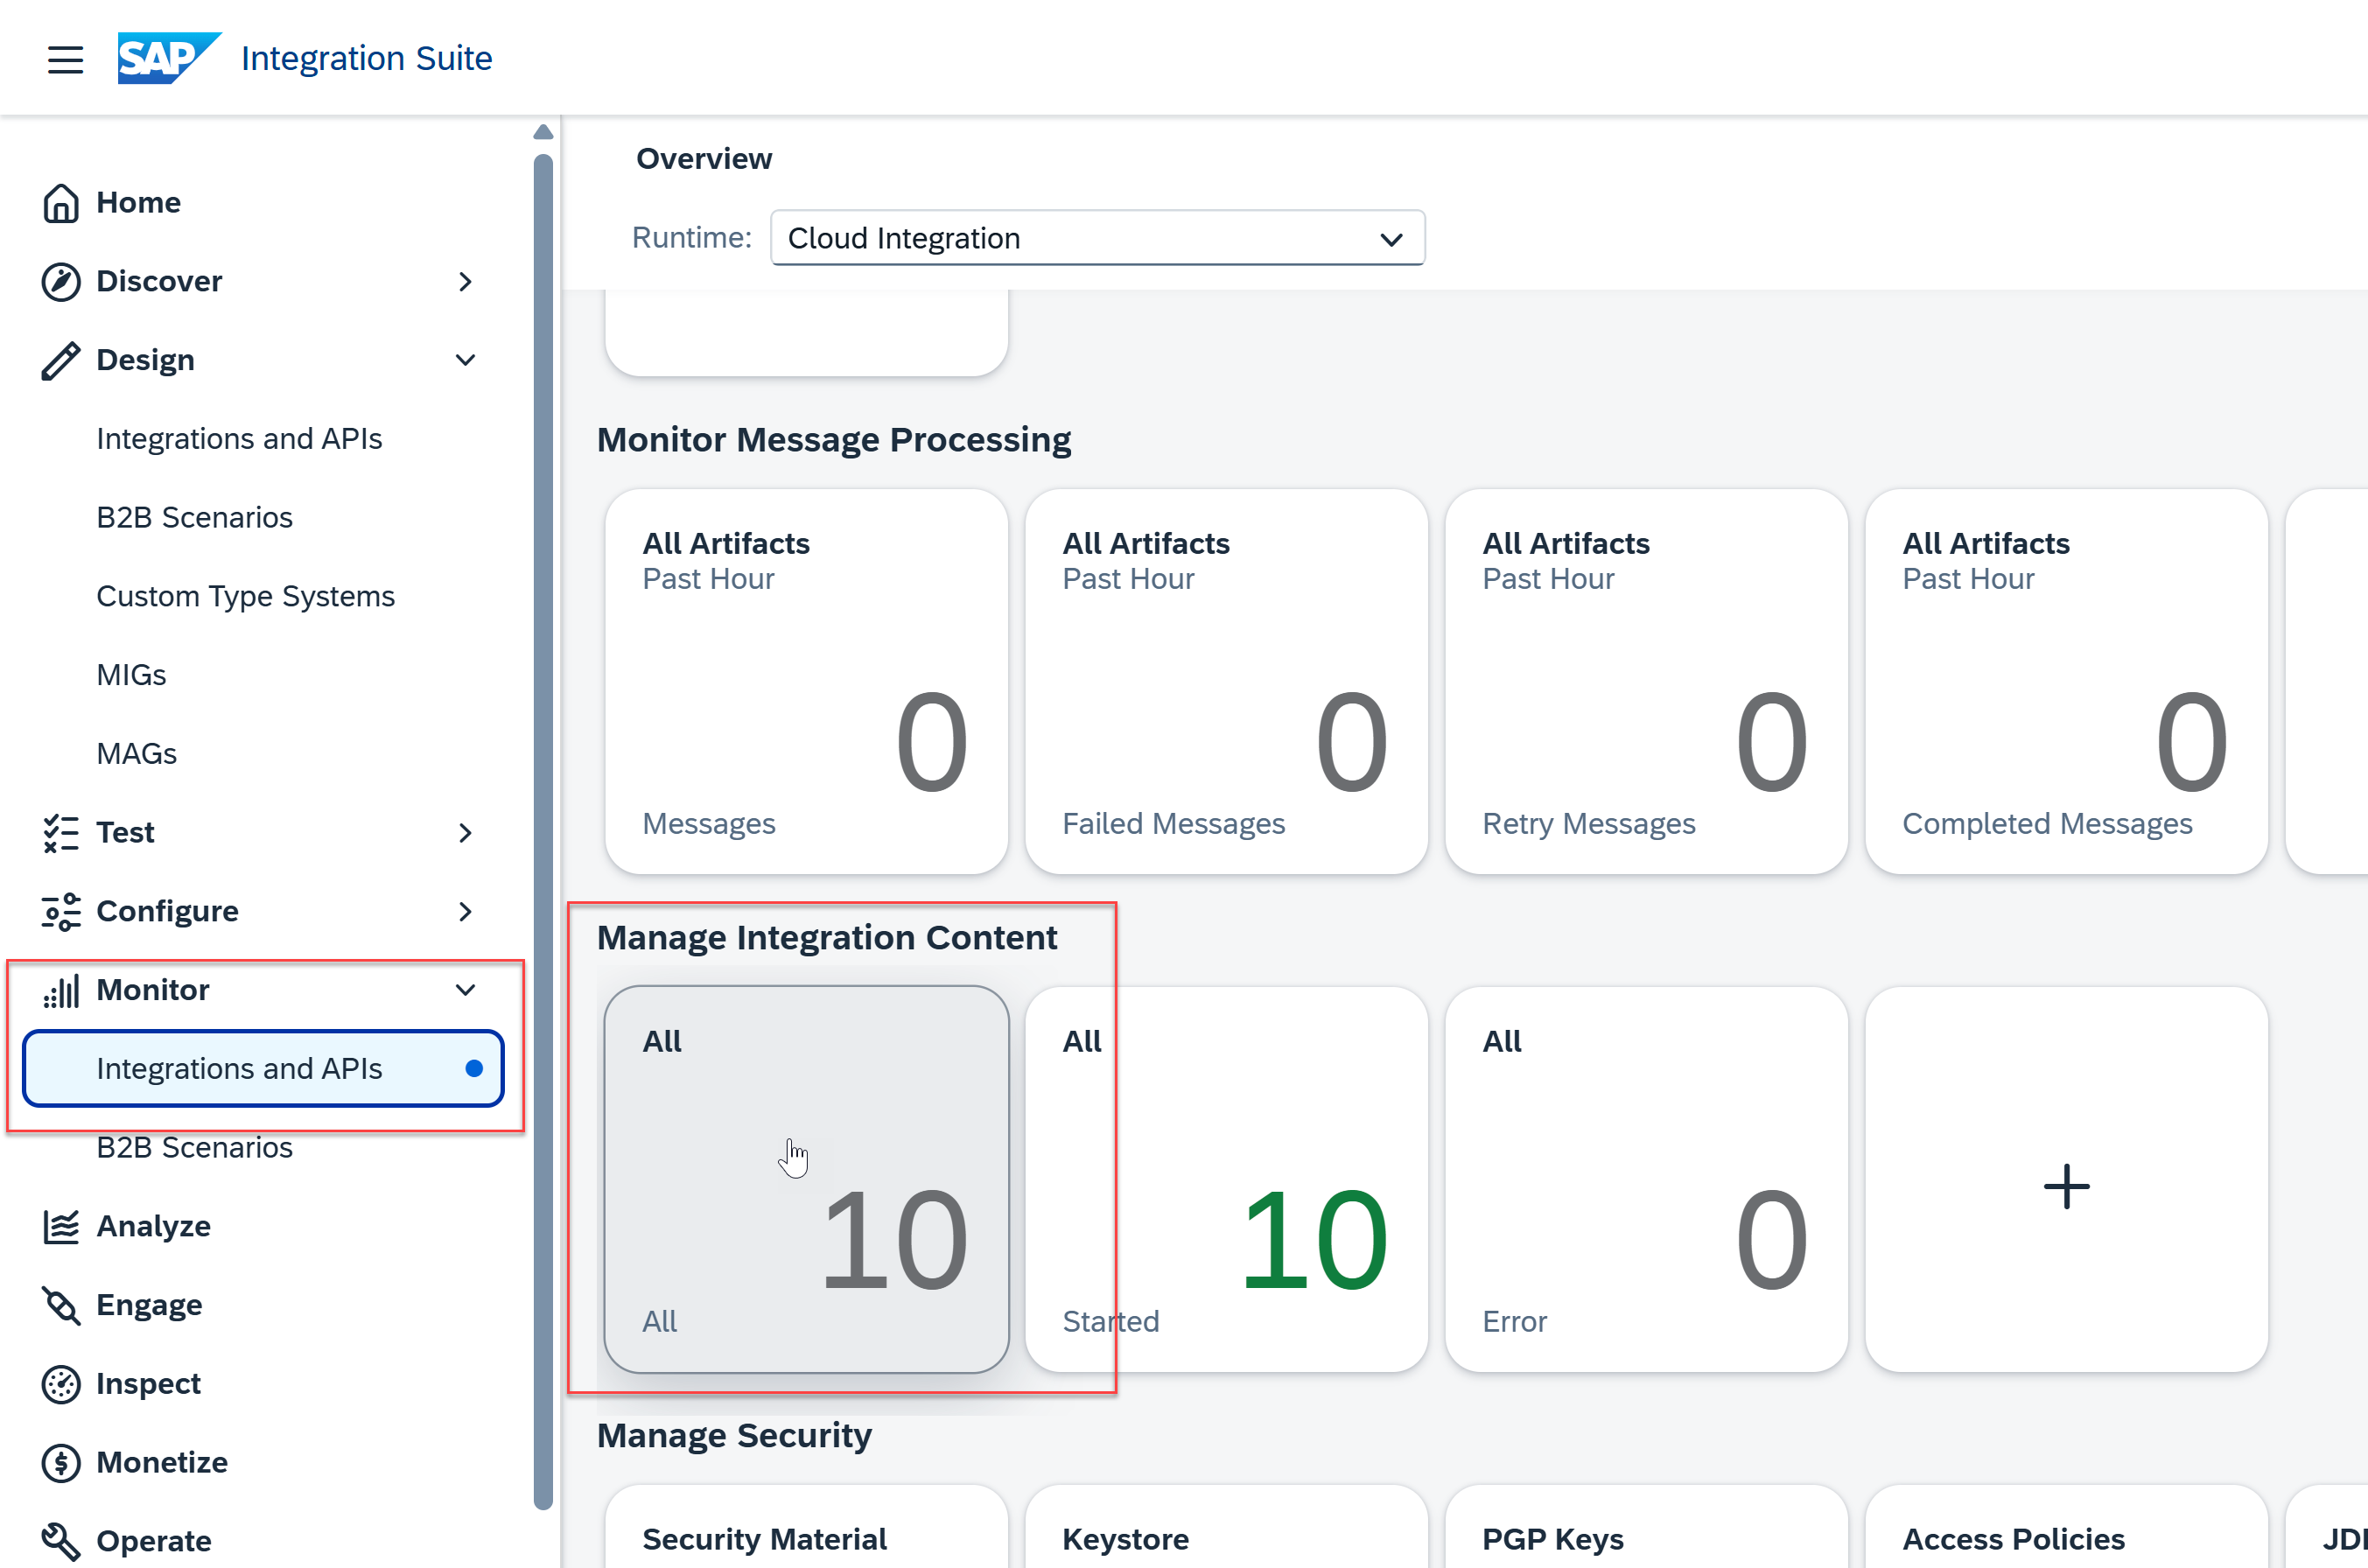 SAP Integration Suite
Home
Discover
Design
Integrations and APIs
B2B Scenarios
Custom Type Systems
MIGs
MAGs
Test
Configure
Monitor
Integrations and APIs
B2B Scenarios
Analyze
Engage
Inspect
Monetize
Operate
Overview
Runtime: Cloud Integration
Monitor Message Processing
All Artifacts
Past Hour
0
Messages
All Artifacts
Past Hour
0
Failed Messages
All Artifacts
Past Hour
0
Retry Messages
All Artifacts
Past Hour
0
Completed Messages
Manage Integration Content
All
10
All
All
10
Started
All
0
Error
Manage Security
Security Material
Keystore
PGP Keys
Access Policies